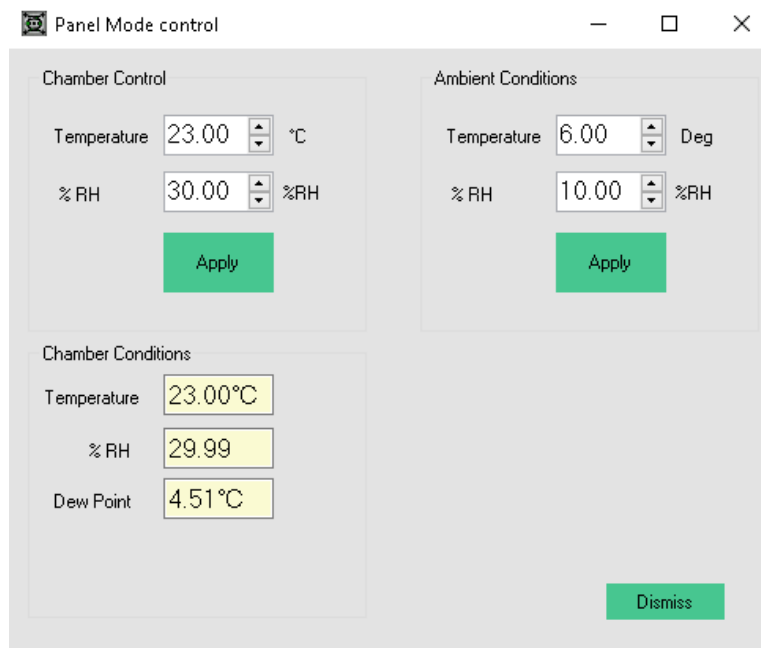 Panel Mode control
Chamber Control
Temperature 23.00 °C
% RH 30.00 %RH
Apply
Ambient Conditions
Temperature 6.00 Deg
% RH 10.00 %RH
Apply
Chamber Conditions
Temperature 23.00°C
% RH 29.99
Dew Point 4.51°C
Dismiss